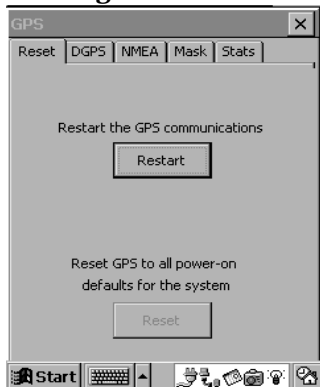 GPS
Reset DGPS NMEA Mask Stats
Restart the GPS communications
Restart
Reset GPS to all power-on
defaults for the system
Reset
Start